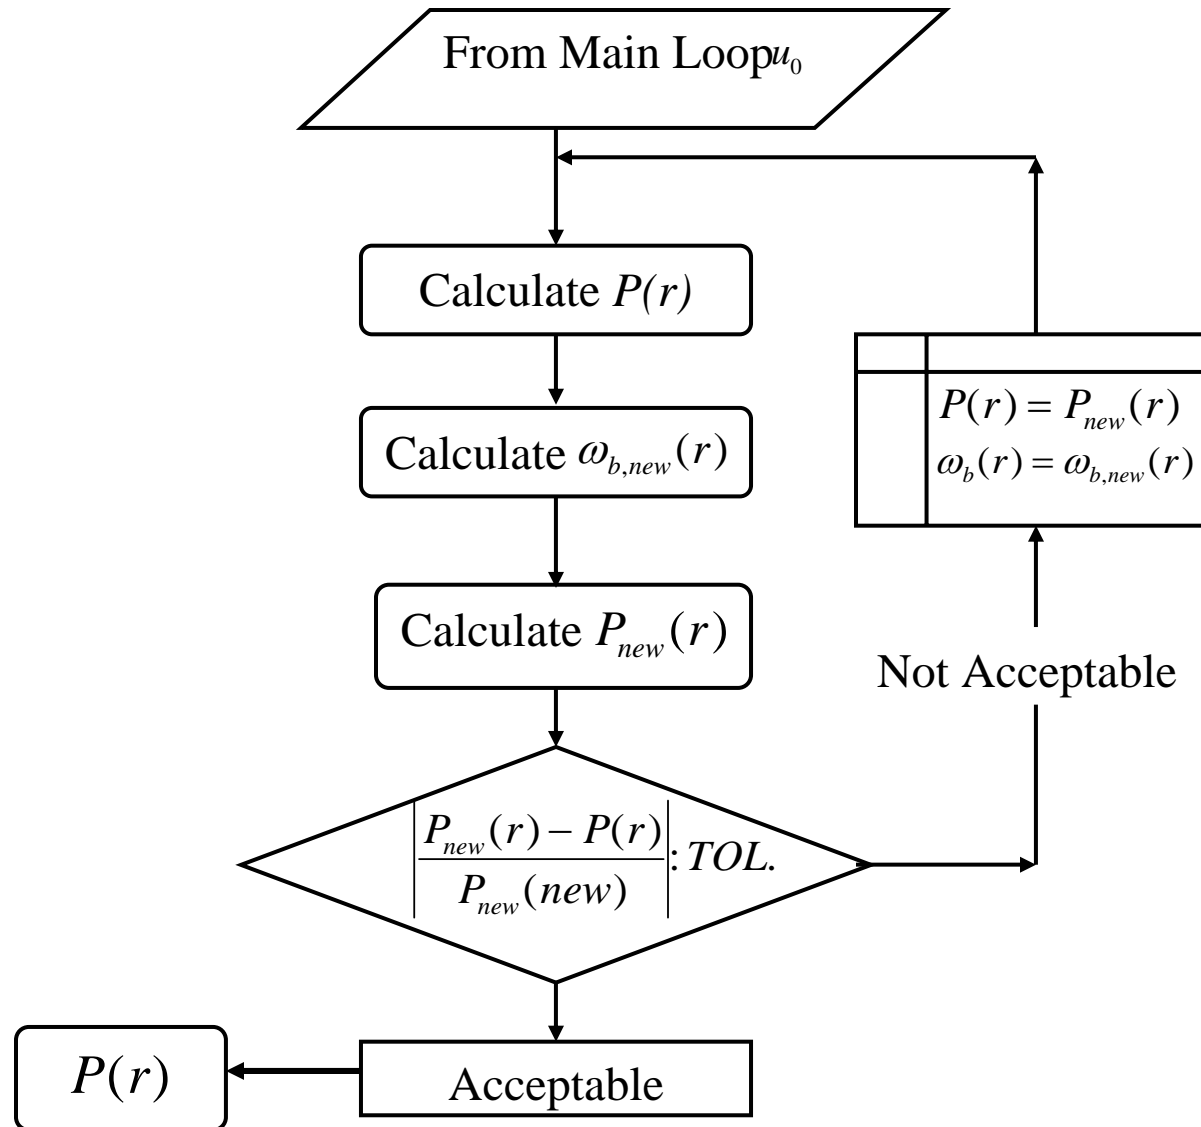 From Main Loop u₀
Calculate P(r)
Calculate ω_{b,new}(r)
Calculate P_{new}(r)
P(r) = P_{new}(r)
ω_b(r) = ω_{b,new}(r)
Not Acceptable
|(P_{new}(r) − P(r)) / P_{new}(new)| : TOL.
Acceptable
P(r)